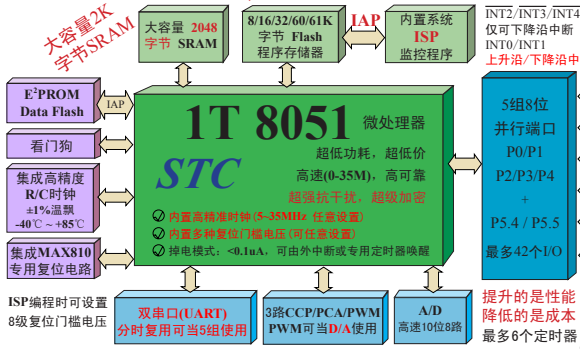 大容量2K
字节SRAM
大容量 2048
字节 SRAM
8/16/32/60/61K
字节 Flash
程序存储器
IAP
内置系统
ISP
监控程序
INT2/INT3/INT4
仅可下降沿中断
INT0/INT1
上升沿/下降沿中
E²PROM
Data Flash
IAP
看门狗
集成高精度
R/C时钟
±1%温飘
-40℃～+85℃
集成MAX810
专用复位电路
1T 8051 微处理器
STC
超低功耗，超低价
高速(0-35M)，高可靠
超强抗干扰，超级加密
内置高精准时钟(5~35MHz 任意设置)
内置多种复位门槛电压(可任意设置)
掉电模式：<0.1uA，可由外中断或专用定时器唤醒
5组8位
并行端口
P0/P1
P2/P3/P4
+
P5.4 / P5.5
最多42个I/O
ISP编程时可设置
8级复位门槛电压
双串口(UART)
分时复用可当5组使用
3路CCP/PCA/PWM
PWM可当D/A使用
A/D
高速10位8路
提升的是性能
降低的是成本
最多6个定时器